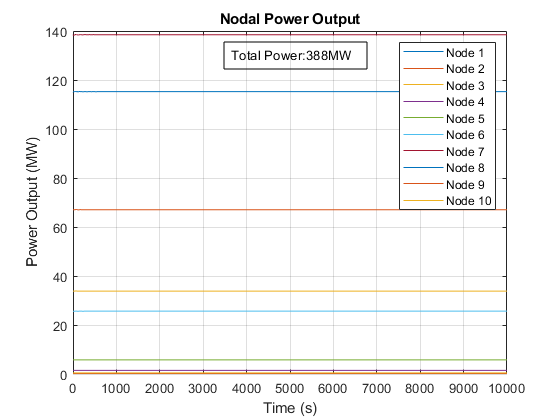 Nodal Power Output
Total Power:388MW
Node 1
Node 2
Node 3
Node 4
Node 5
Node 6
Node 7
Node 8
Node 9
Node 10
Power Output (MW)
140
120
100
80
60
40
20
0
0 1000 2000 3000 4000 5000 6000 7000 8000 9000 10000
Time (s)